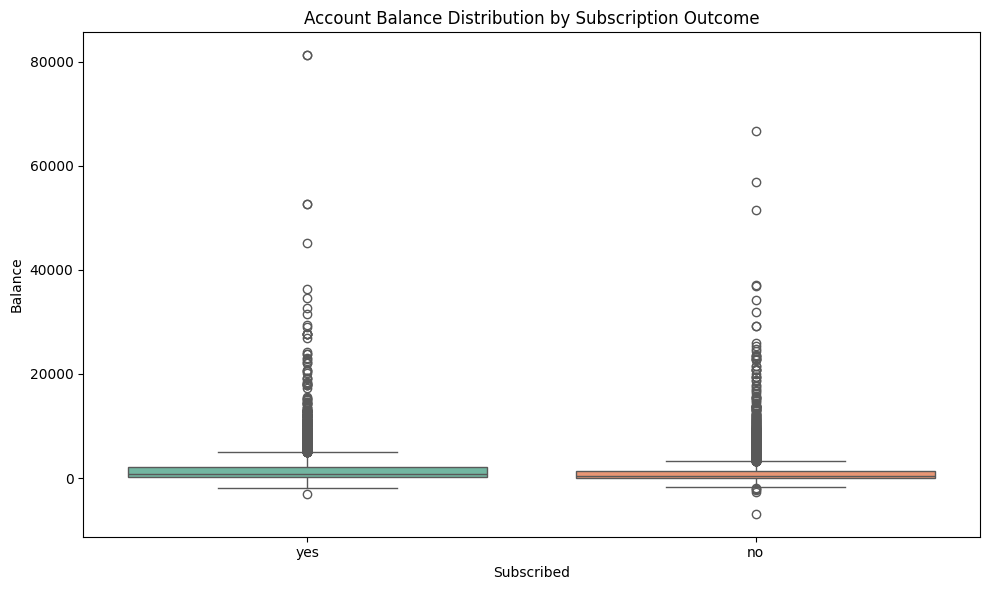 Account Balance Distribution by Subscription Outcome
80000
60000
40000
20000
0
Balance
yes
no
Subscribed